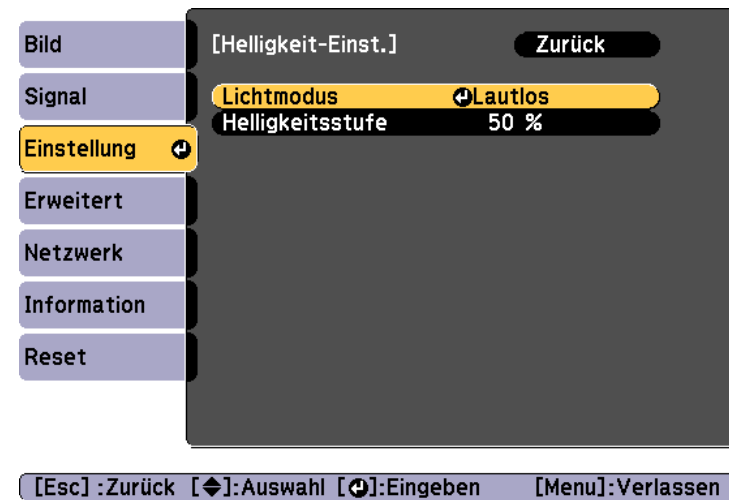 Bild
[Helligkeit-Einst.] Zurück
Signal
Lichtmodus Lautlos
Helligkeitsstufe 50 %
Einstellung
Erweitert
Netzwerk
Information
Reset
[Esc] :Zurück [◆]:Auswahl [⏎]:Eingeben [Menu]:Verlassen